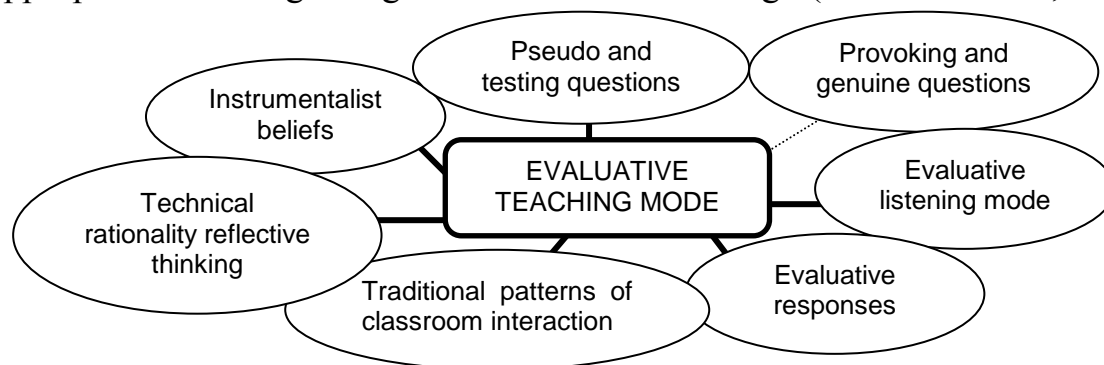 Pseudo and
testing questions
Provoking and
genuine questions
Instrumentalist
beliefs
EVALUATIVE
TEACHING MODE
Evaluative
listening mode
Technical
rationality reflective
thinking
Traditional patterns of
classroom interaction
Evaluative
responses